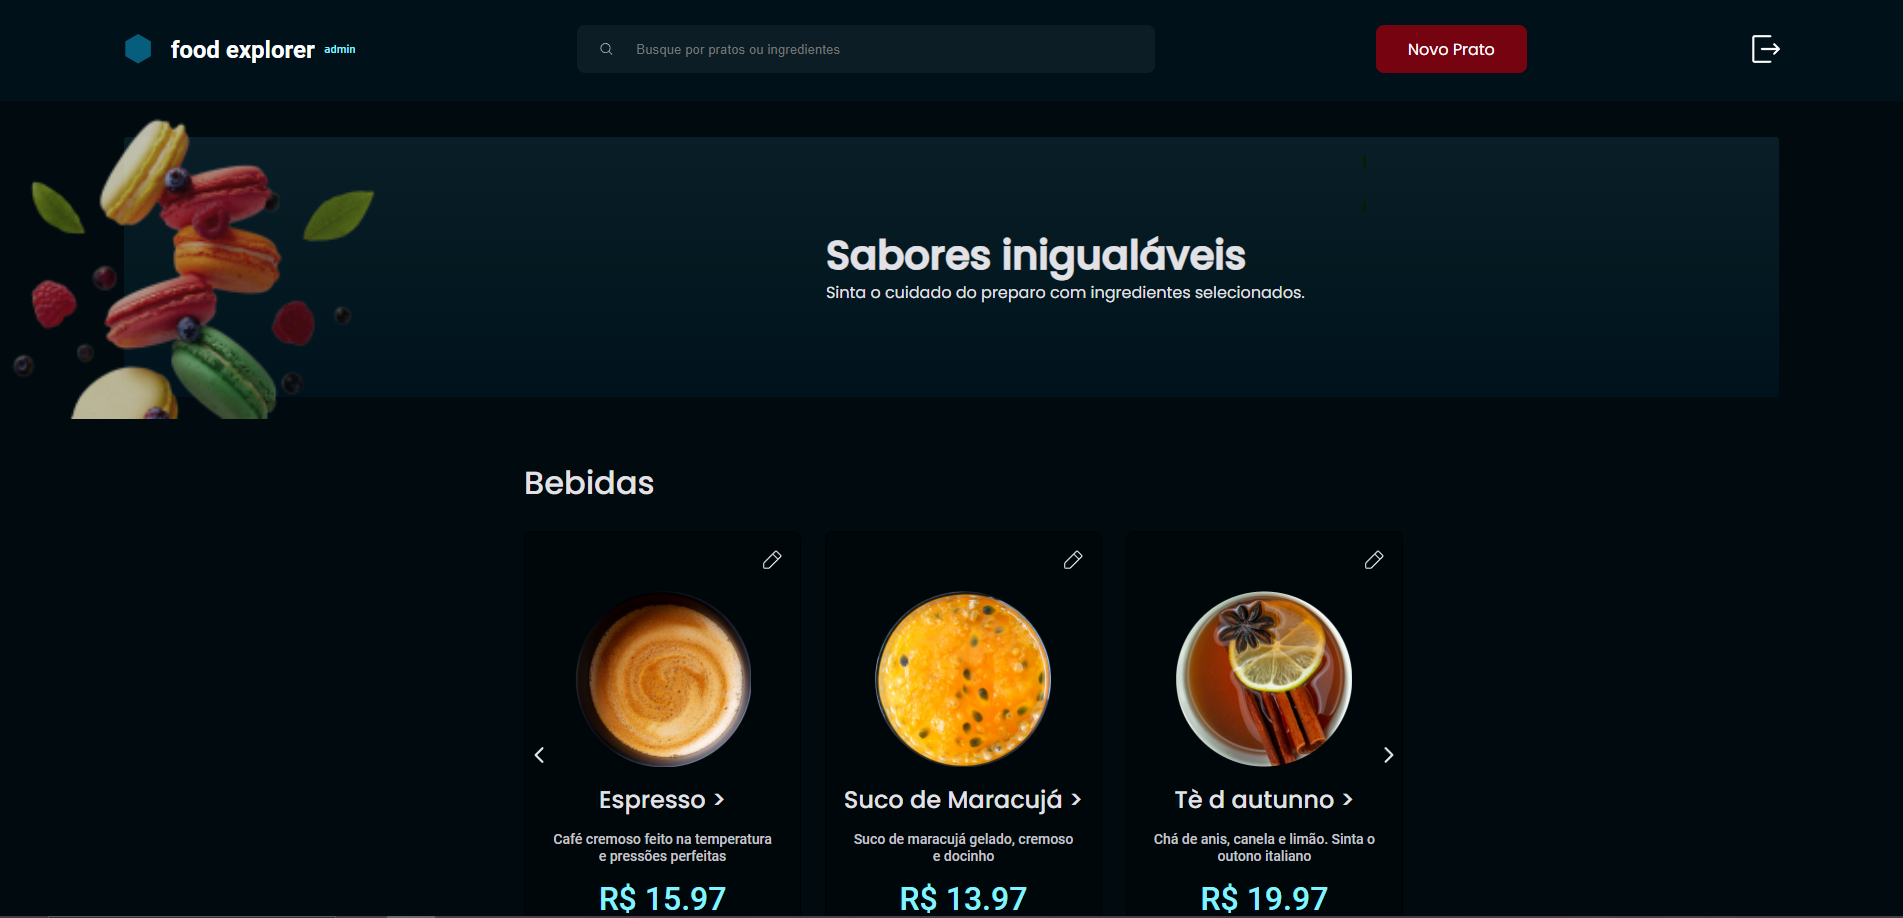 food explorer admin
Busque por pratos ou ingredientes
Novo Prato
Sabores inigualáveis
Sinta o cuidado do preparo com ingredientes selecionados.
Bebidas
Espresso >
Café cremoso feito na temperatura
e pressões perfeitas
R$ 15.97
Suco de Maracujá >
Suco de maracujá gelado, cremoso
e docinho
R$ 13.97
Tè d autunno >
Chá de anis, canela e limão. Sinta o
outono italiano
R$ 19.97